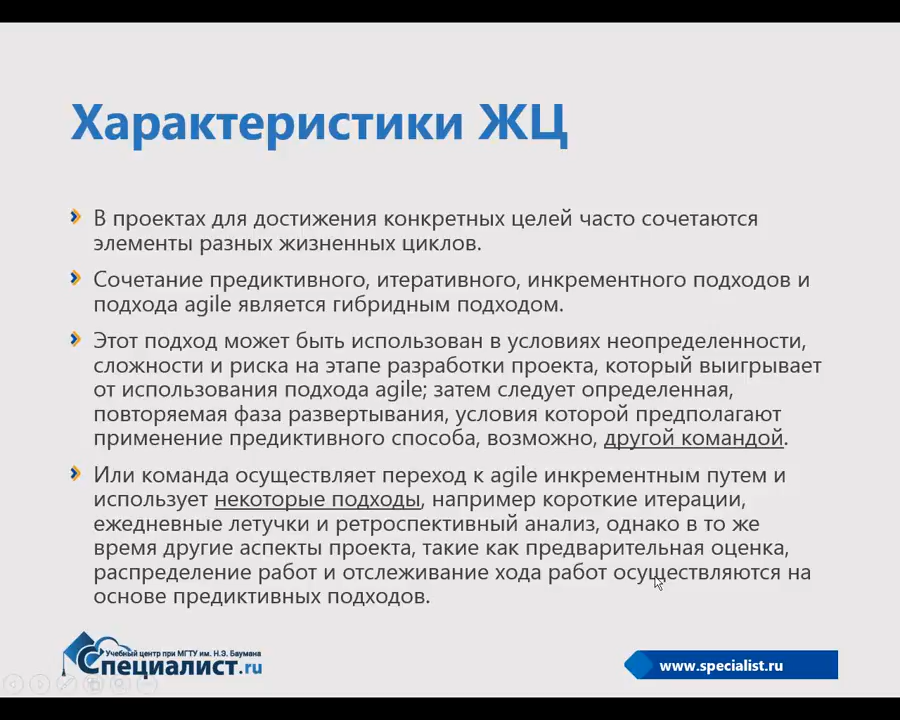 Характеристики ЖЦ
В проектах для достижения конкретных целей часто сочетаются
элементы разных жизненных циклов.
Сочетание предиктивного, итеративного, инкрементного подходов и
подхода agile является гибридным подходом.
Этот подход может быть использован в условиях неопределенности,
сложности и риска на этапе разработки проекта, который выигрывает
от использования подхода agile; затем следует определенная,
повторяемая фаза развертывания, условия которой предполагают
применение предиктивного способа, возможно, другой командой.
Или команда осуществляет переход к agile инкрементным путем и
использует некоторые подходы, например короткие итерации,
ежедневные летучки и ретроспективный анализ, однако в то же
время другие аспекты проекта, такие как предварительная оценка,
распределение работ и отслеживание хода работ осуществляются на
основе предиктивных подходов.
Учебный центр при МГТУ им. Н.Э. Баумана
Специалист.ru
www.specialist.ru